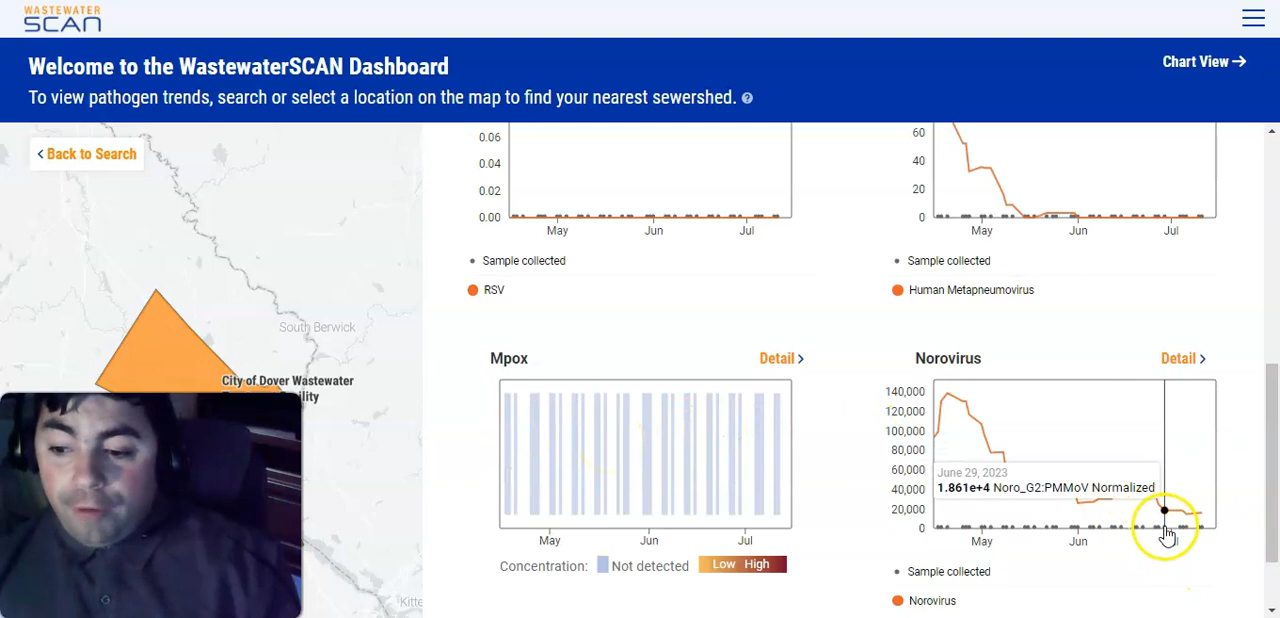 WASTEWATER
SCAN
Welcome to the WastewaterSCAN Dashboard
Chart View →
To view pathogen trends, search or select a location on the map to find your nearest sewershed. ?
< Back to Search
South Berwick
City of Dover Wastewater
Kitte
0.06
0.04
0.02
0.00
May Jun Jul
Sample collected
RSV
60
40
20
0
May Jun Jul
Sample collected
Human Metapneumovirus
Mpox
Detail >
May Jun Jul
Concentration: Not detected Low High
Norovirus
Detail >
140,000
120,000
100,000
80,000
60,000
40,000
20,000
0
June 29, 2023
1.861e+4 Noro_G2:PMMoV Normalized
May Jun
Sample collected
Norovirus